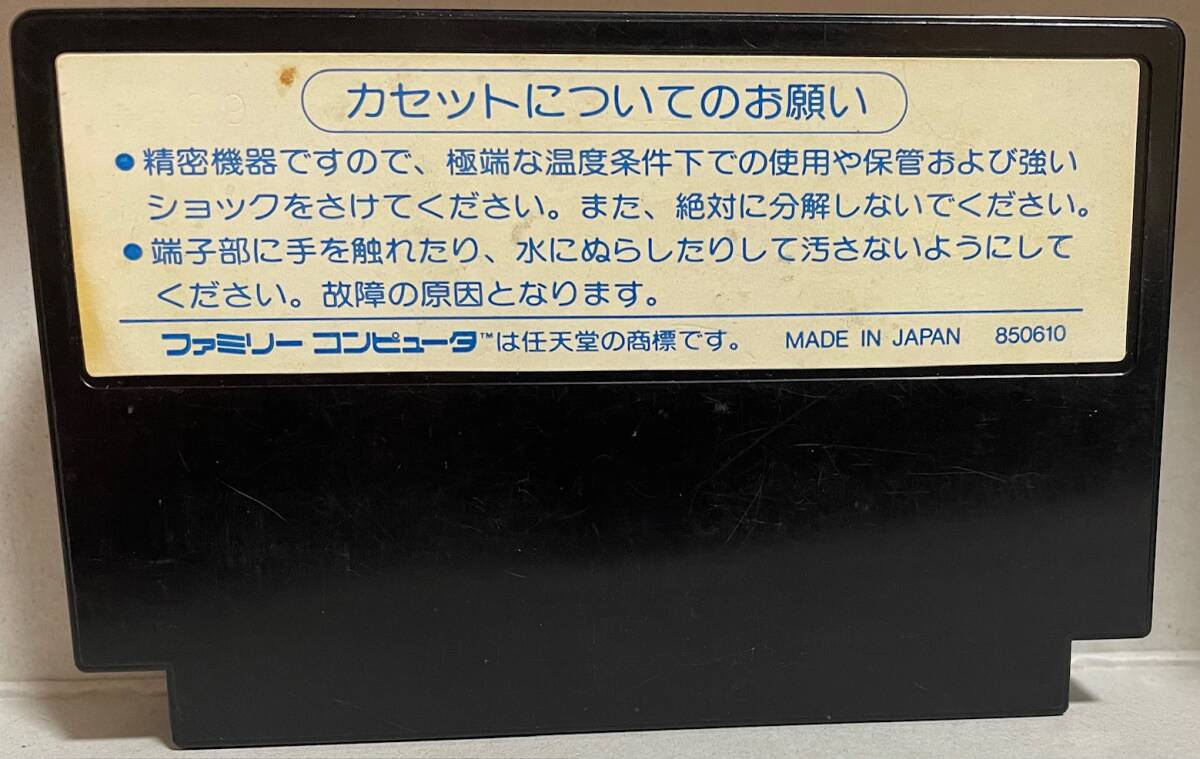 カセットについてのお願い
●精密機器ですので、極端な温度条件下での使用や保管および強い
ショックをさけてください。また、絶対に分解しないでください。
●端子部に手を触れたり、水にぬらしたりして汚さないようにして
ください。故障の原因となります。
ファミリー コンピュータ™は任天堂の商標です。 MADE IN JAPAN 850610